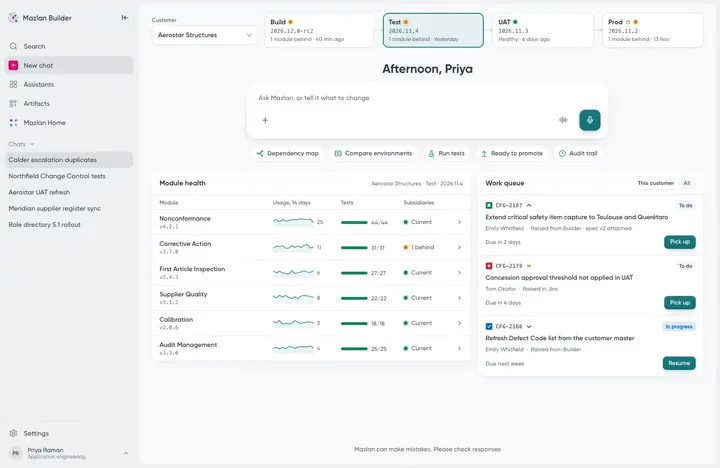 Mazlan Builder
Search
New chat
Assistants
Artifacts
Mazlan Home
Chats
Calder escalation duplicates
Northfield Change Control tests
Aerostar UAT refresh
Meridian supplier register sync
Role directory 5.1 rollout
Settings
PR
Priya Raman
Application engineering
Customer
Aerostar Structures
Build
2026.12.0-rc2
1 module behind · 40 min ago
Test
2026.11.4
1 module behind · Yesterday
UAT
2026.11.3
Healthy · 6 days ago
Prod
2026.11.2
1 module behind · 13 Nov
Afternoon, Priya
Ask Mazlan, or tell it what to change
Dependency map
Compare environments
Run tests
Ready to promote
Audit trail
Module health
Aerostar Structures · Test · 2026.11.4
Module
Usage, 14 days
Tests
Subsidiaries
Nonconformance
v4.2.1
25
44/44
Current
Corrective Action
v3.7.0
11
31/31
1 behind
First Article Inspection
v2.4.3
6
27/27
Current
Supplier Quality
v3.1.2
8
22/22
Current
Calibration
v2.0.6
3
18/18
Current
Audit Management
v3.3.0
4
25/25
Current
Work queue
This customer
All
CFG-2187
To do
Extend critical safety item capture to Toulouse and Querétaro
Emily Whitfield · Raised from Builder · spec v2 attached
Due in 2 days
Pick up
CFG-2179
To do
Concession approval threshold not applied in UAT
Tom Okafor · Raised in Jira
Due in 4 days
Pick up
CFG-2166
In progress
Refresh Defect Code list from the customer master
Emily Whitfield · Raised from Builder
Due next week
Resume
Mazlan can make mistakes. Please check responses